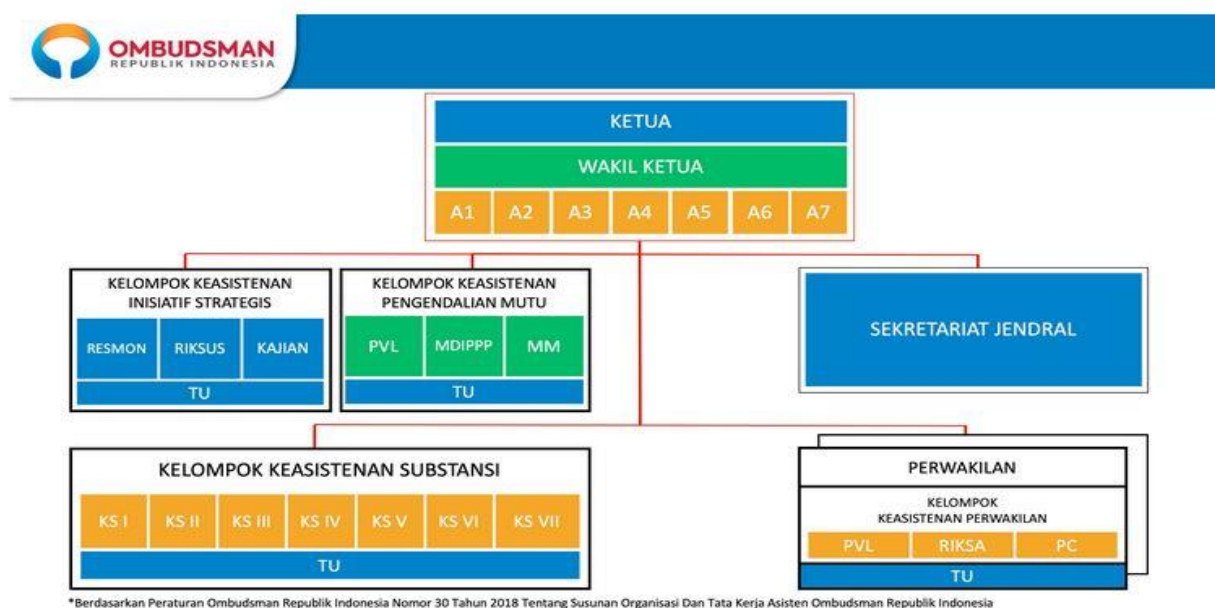 OMBUDSMAN
REPUBLIK INDONESIA
KETUA
WAKIL KETUA
A1 A2 A3 A4 A5 A6 A7
KELOMPOK KEASISTENAN
INISIATIF STRATEGIS
RESMON RIKSUS KAJIAN
TU
KELOMPOK KEASISTENAN
PENGENDALIAN MUTU
PVL MDIPPP MM
TU
SEKRETARIAT JENDRAL
KELOMPOK KEASISTENAN SUBSTANSI
KS I KS II KS III KS IV KS V KS VI KS VII
TU
PERWAKILAN
KELOMPOK
KEASISTENAN PERWAKILAN
PVL RIKSA PC
TU
*Berdasarkan Peraturan Ombudsman Republik Indonesia Nomor 30 Tahun 2018 Tentang Susunan Organisasi Dan Tata Kerja Asisten Ombudsman Republik Indonesia